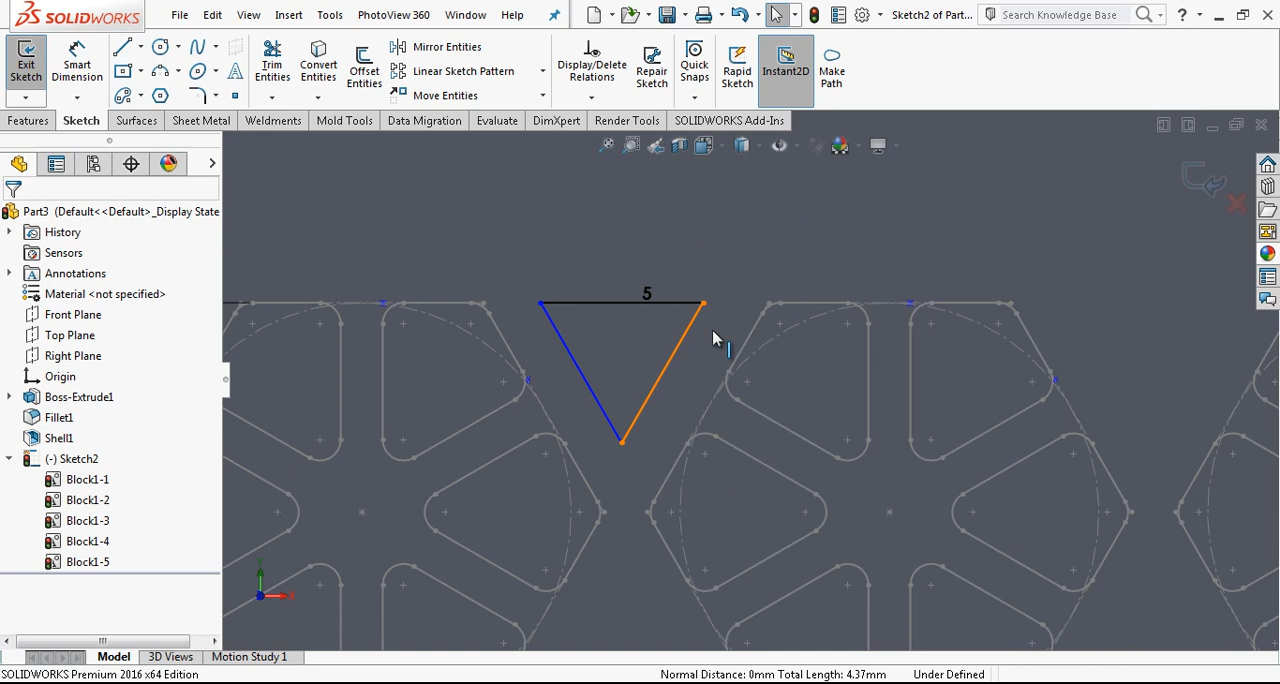 SOLIDWORKS File Edit View Insert Tools PhotoView 360 Window Help Sketch2 of Part... Search Knowledge Base ?
Exit Sketch Smart Dimension Trim Entities Convert Entities Offset Entities Mirror Entities Linear Sketch Pattern Move Entities Display/Delete Relations Repair Sketch Quick Snaps Rapid Sketch Instant2D Make Path
Features Sketch Surfaces Sheet Metal Weldments Mold Tools Data Migration Evaluate DimXpert Render Tools SOLIDWORKS Add-Ins
Part3 (Default<<Default>_Display State
History
Sensors
Annotations
Material <not specified>
Front Plane
Top Plane
Right Plane
Origin
Boss-Extrude1
Fillet1
Shell1
(-) Sketch2
Block1-1
Block1-2
Block1-3
Block1-4
Block1-5
5
Model 3D Views Motion Study 1
SOLIDWORKS Premium 2016 x64 Edition Normal Distance: 0mm Total Length: 4.37mm Under Defined